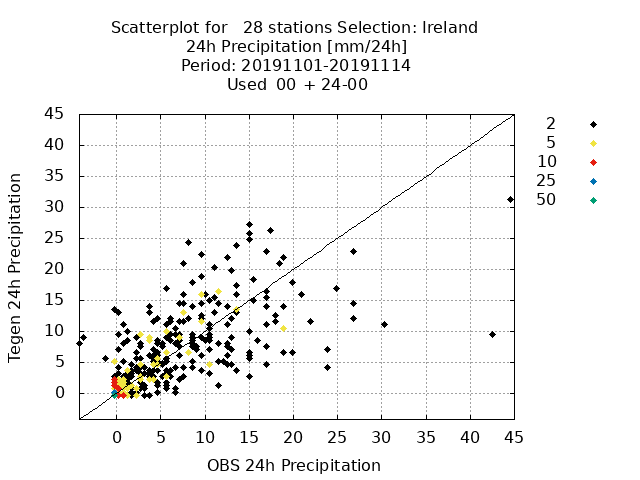 Scatterplot for   28 stations Selection: Ireland
24h Precipitation [mm/24h]
Period: 20191101-20191114
Used  00 + 24-00
45
40
35
30
25
20
15
10
5
0
Tegen 24h Precipitation
0 5 10 15 20 25 30 35 40 45
OBS 24h Precipitation
2
5
10
25
50